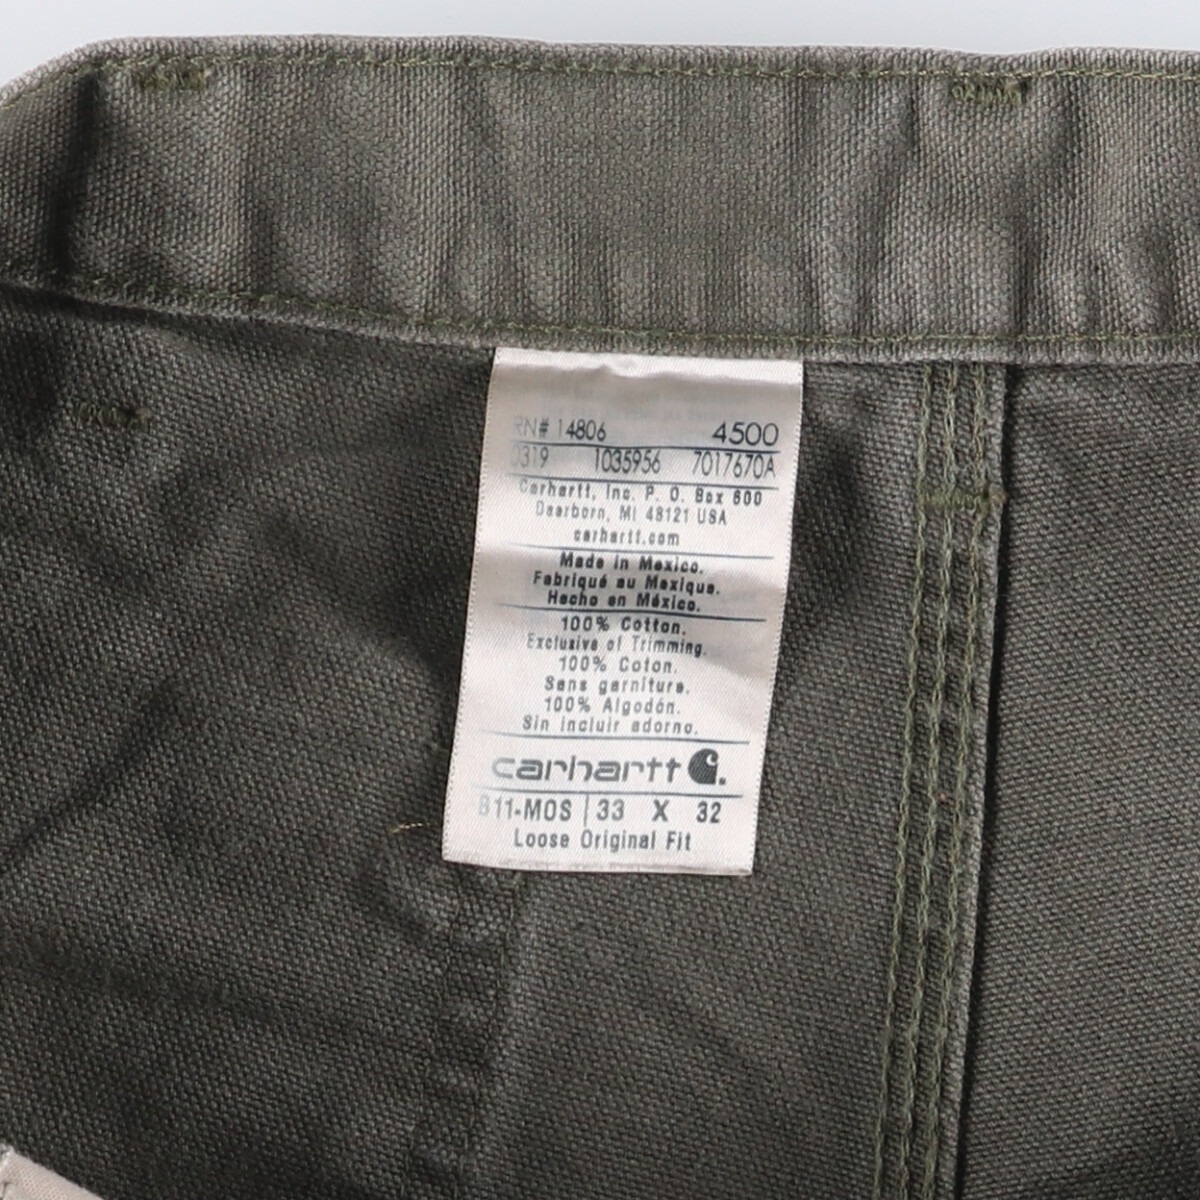 RN# 14806 4500
0319 1035956 7017670A
Carhartt, Inc. P. O. Box 600
Dearborn, MI 48121 USA
carhartt.com
Made in Mexico.
Fabriqué au Mexique.
Hecho en México.
100% Cotton.
Exclusive of Trimming.
100% Coton.
Sans garniture.
100% Algodón.
Sin incluir adorno.
carhartt
B11-MOS | 33 X 32
Loose Original Fit